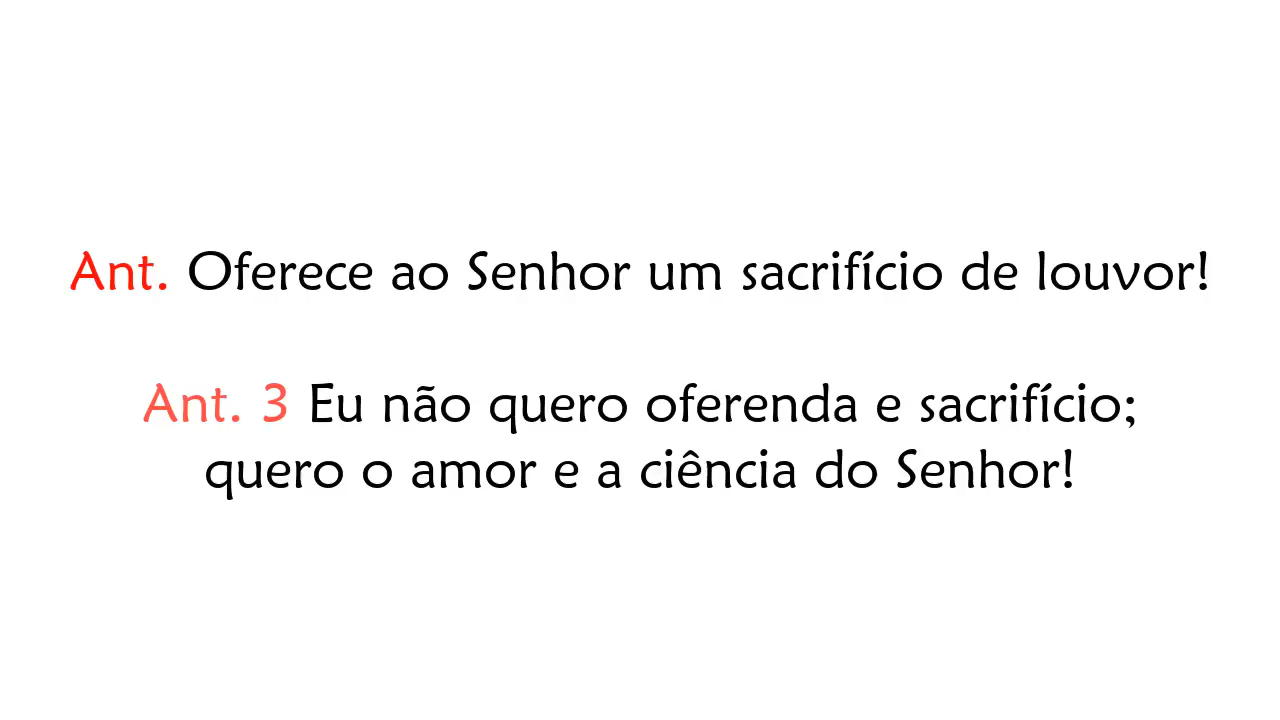 Ant. Oferece ao Senhor um sacrifício de louvor!
Ant. 3 Eu não quero oferenda e sacrifício;
quero o amor e a ciência do Senhor!